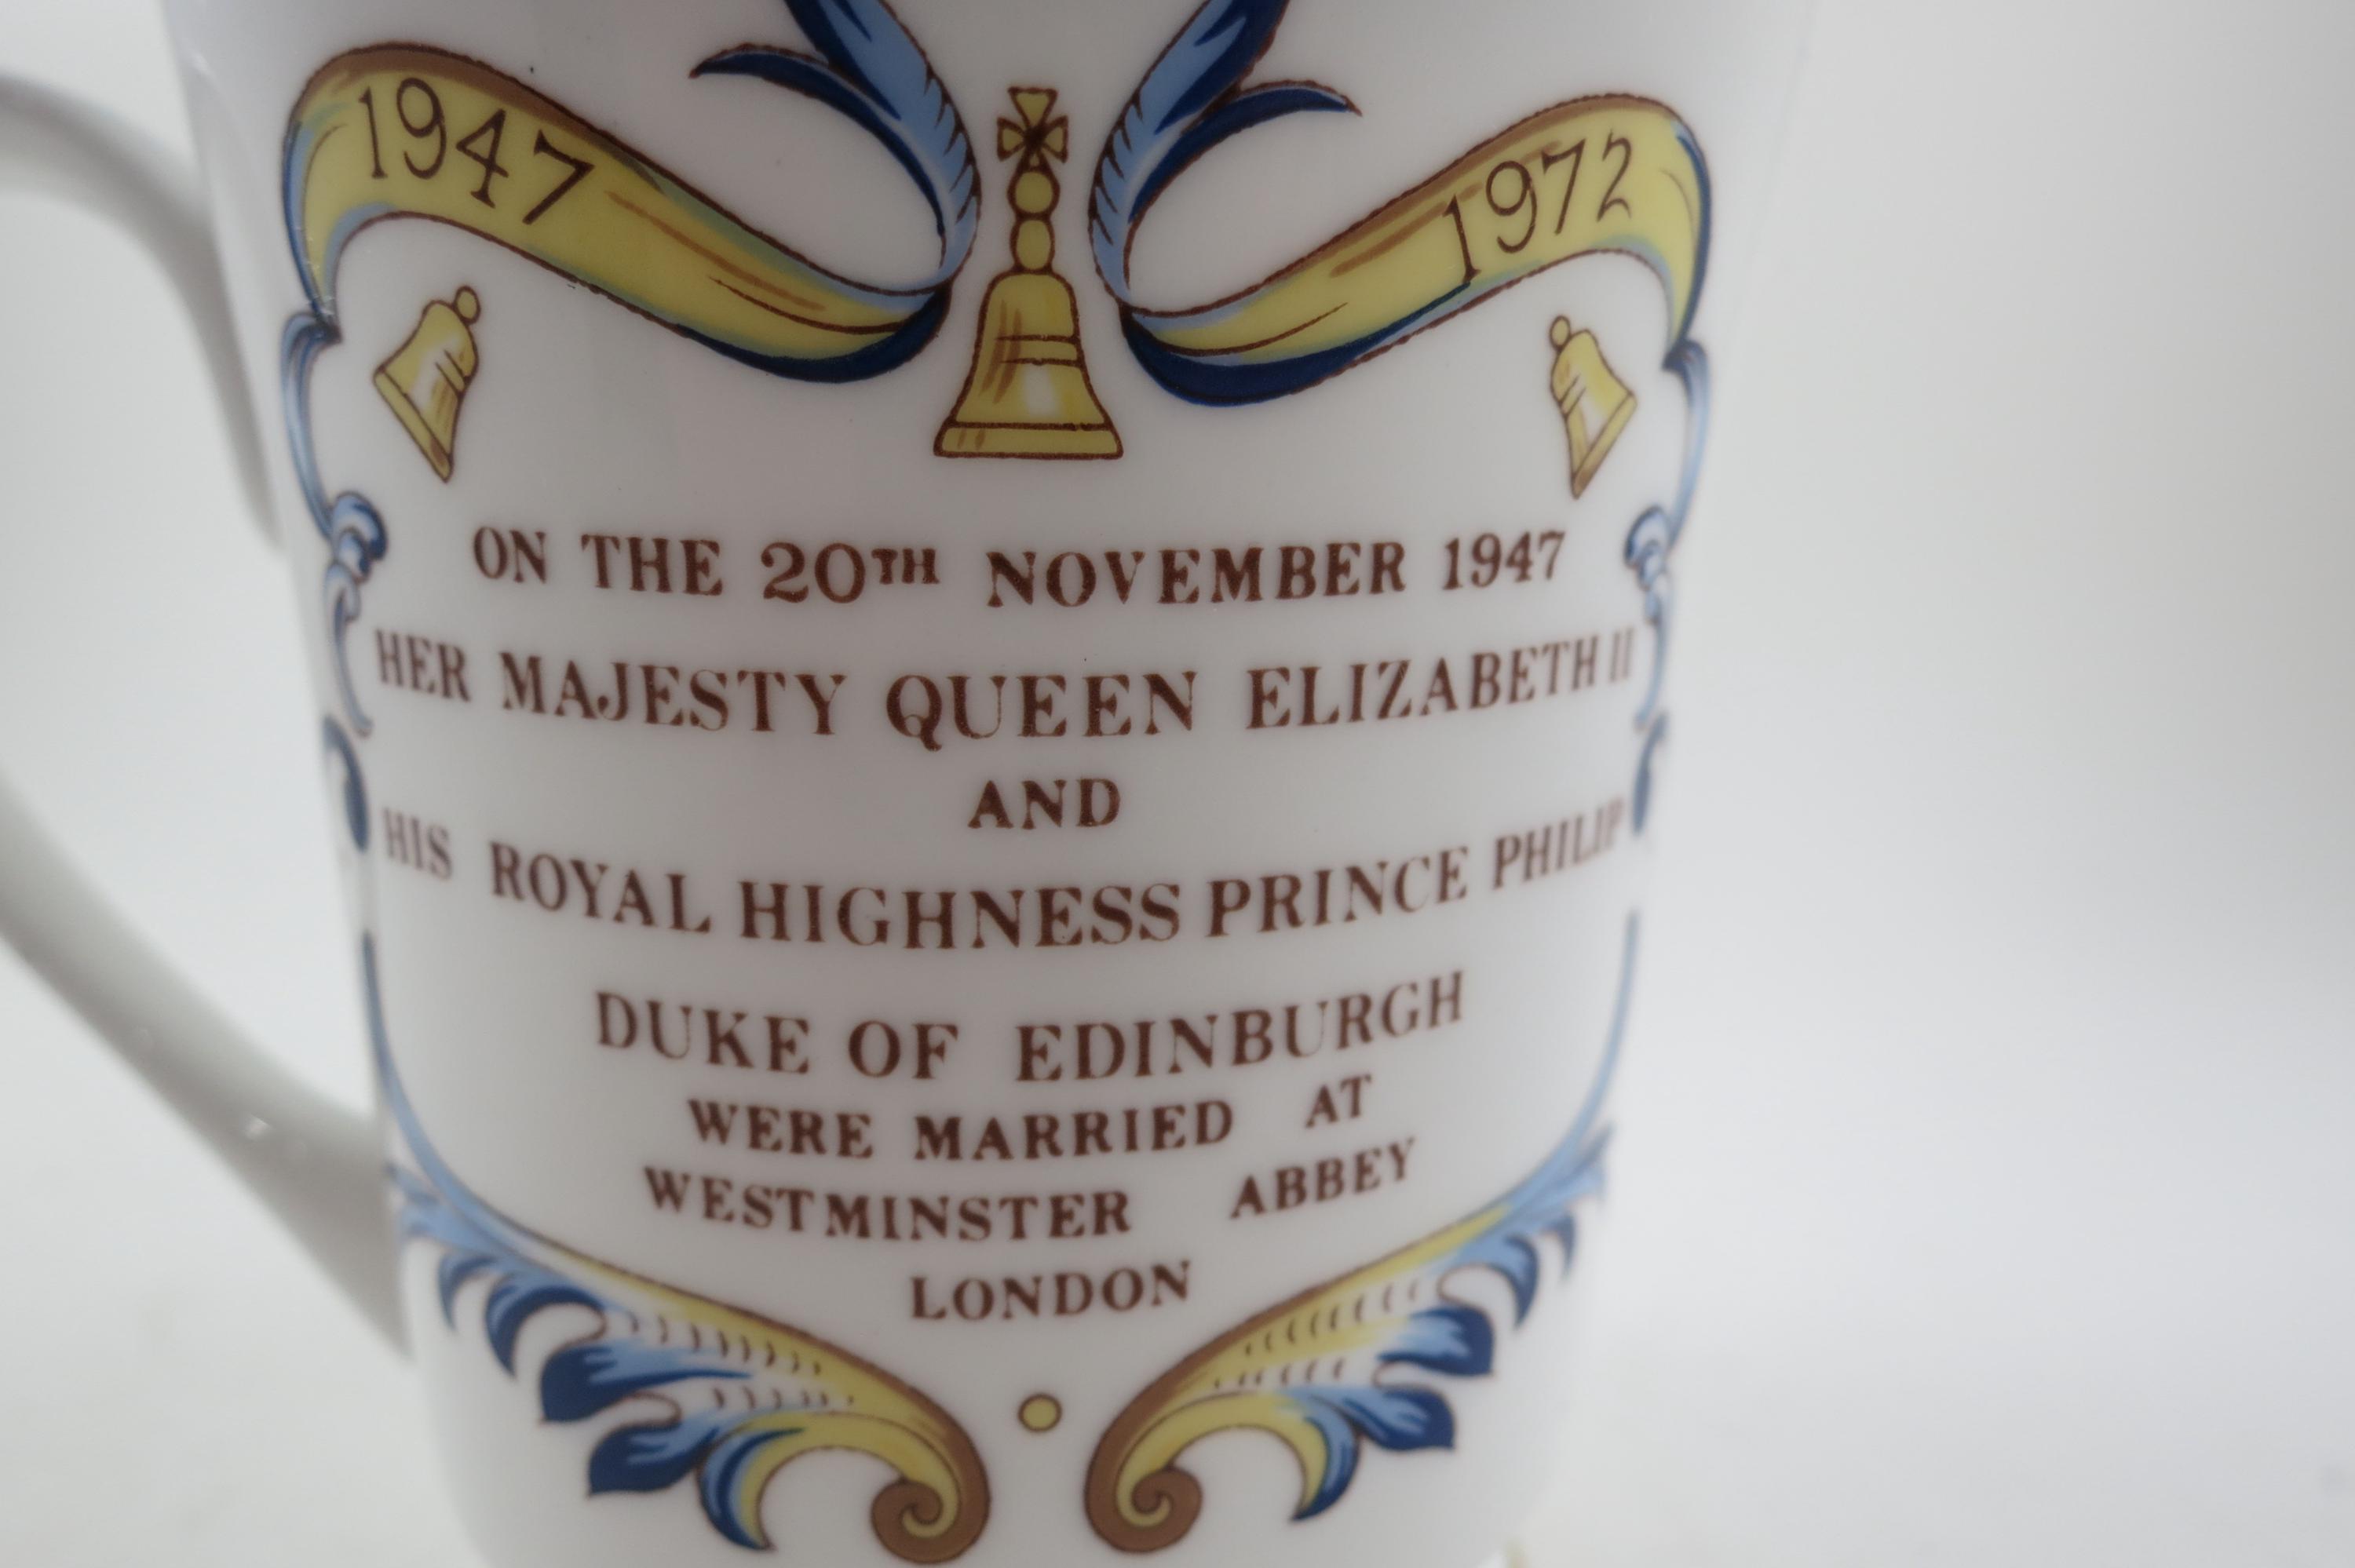 1947
1972
ON THE 20TH NOVEMBER 1947
HER MAJESTY QUEEN ELIZABETH II
AND
HIS ROYAL HIGHNESS PRINCE PHILIP
DUKE OF EDINBURGH
WERE MARRIED AT
WESTMINSTER ABBEY
LONDON